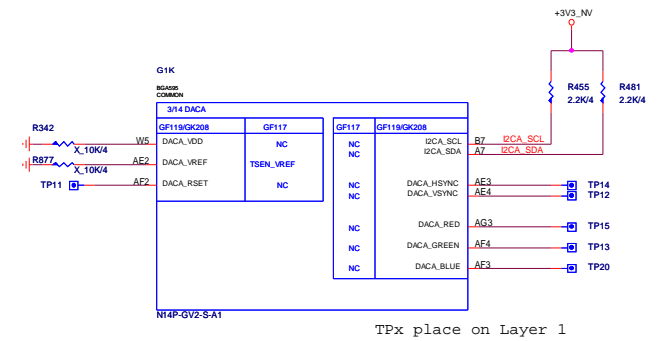 +3V3_NV
G1K
BGA595
COMMON
R455
2.2K/4
R481
2.2K/4
3/14 DACA
GF119/GK208
GF117
GF117
GF119/GK208
R342
X_10K/4
W5
DACA_VDD
NC
NC
I2CA_SCL
B7
I2CA_SCL
NC
I2CA_SDA
A7
I2CA_SDA
R877
X_10K/4
AE2
DACA_VREF
TSEN_VREF
TP11
AF2
DACA_RSET
NC
NC
DACA_HSYNC
AE3
TP14
NC
DACA_VSYNC
AE4
TP12
NC
DACA_RED
AG3
TP15
NC
DACA_GREEN
AF4
TP13
NC
DACA_BLUE
AF3
TP20
N14P-GV2-S-A1
TPx place on Layer 1